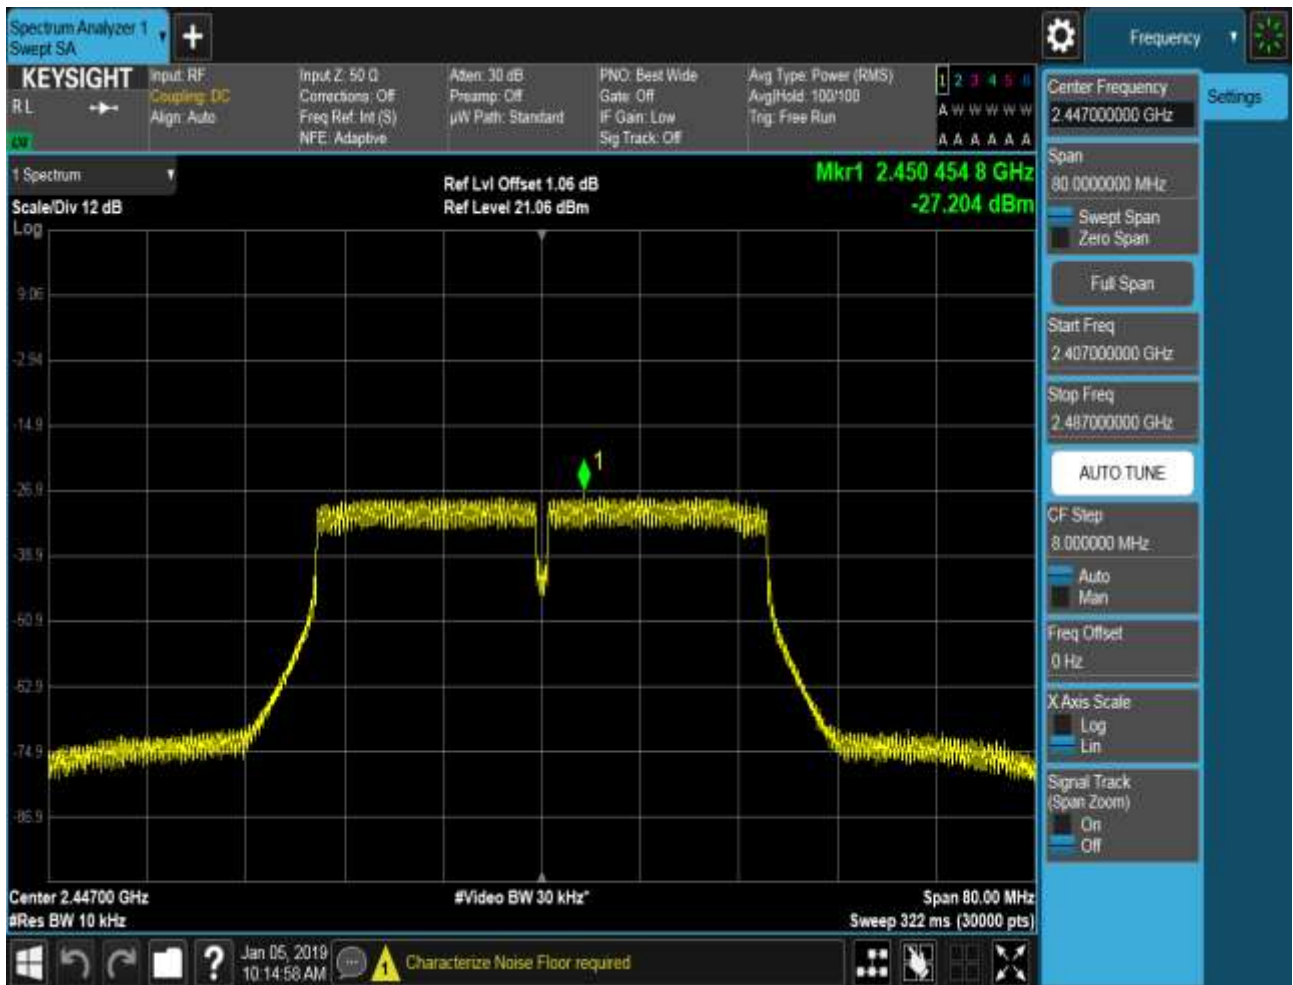 Spectrum Analyzer 1
Swept SA
+
Frequency
KEYSIGHT
R L
Input: RF
Coupling: DC
Align: Auto
Input Z: 50 Ω
Corrections: Off
Freq Ref: Int (S)
NFE: Adaptive
Atten: 30 dB
Preamp: Off
µW Path: Standard
PNO: Best Wide
Gate: Off
IF Gain: Low
Sig Track: Off
Avg Type: Power (RMS)
Avg|Hold: 100/100
Trig: Free Run
1 2 3 4 5 6
A W W W W W
A A A A A A
1 Spectrum
Scale/Div 12 dB
Log
Ref Lvl Offset 1.06 dB
Ref Level 21.06 dBm
Mkr1 2.450 454 8 GHz
-27.204 dBm
9.06
-2.94
-14.9
-26.9
-38.9
-50.9
-62.9
-74.9
-86.9
1
Center 2.44700 GHz
#Res BW 10 kHz
#Video BW 30 kHz*
Span 80.00 MHz
Sweep 322 ms (30000 pts)
Center Frequency
2.447000000 GHz
Settings
Span
80.0000000 MHz
Swept Span
Zero Span
Full Span
Start Freq
2.407000000 GHz
Stop Freq
2.487000000 GHz
AUTO TUNE
CF Step
8.000000 MHz
Auto
Man
Freq Offset
0 Hz
X Axis Scale
Log
Lin
Signal Track
(Span Zoom)
On
Off
?
Jan 05, 2019
10:14:58 AM
1
Characterize Noise Floor required